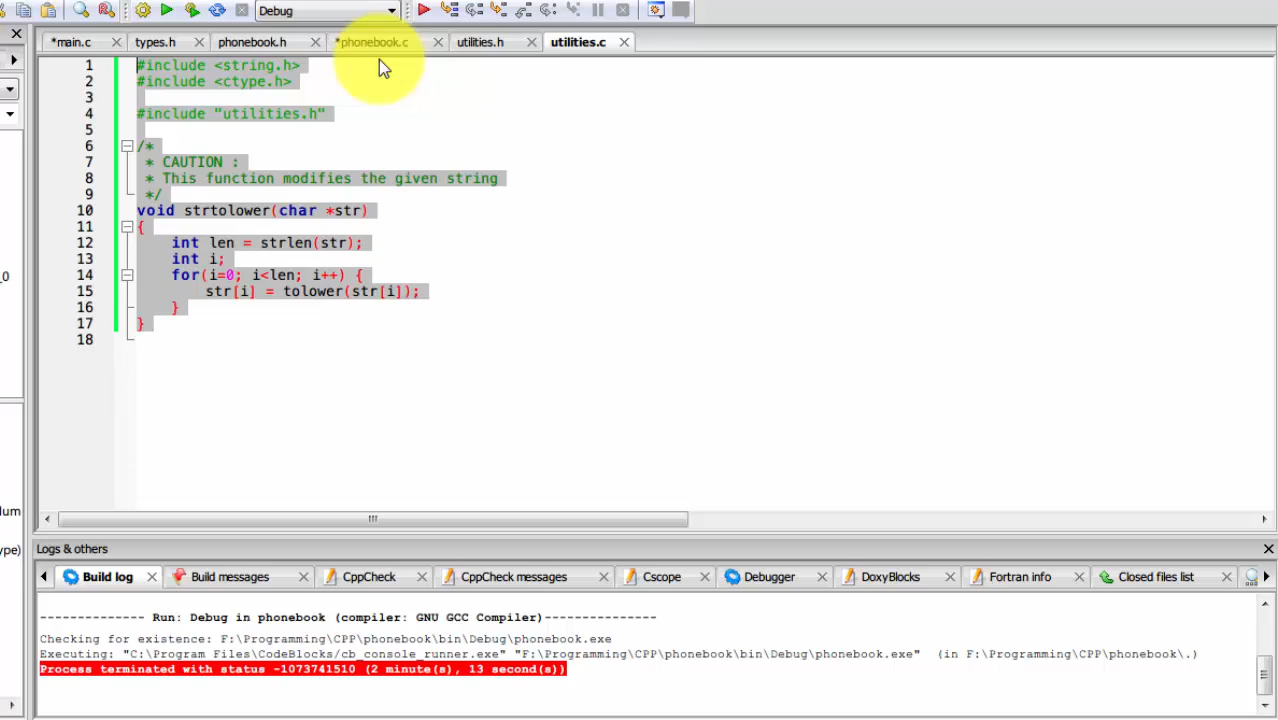 Debug
*main.c types.h phonebook.h *phonebook.c utilities.h utilities.c
1 #include <string.h>
2 #include <ctype.h>
3
4 #include "utilities.h"
5
6 /*
7 * CAUTION :
8 * This function modifies the given string
9 */
10 void strtolower(char *str)
11 {
12 int len = strlen(str);
13 int i;
14 for(i=0; i<len; i++) {
15 str[i] = tolower(str[i]);
16 }
17 }
18
_0
lum
ype)
Logs & others
Build log Build messages CppCheck CppCheck messages Cscope Debugger DoxyBlocks Fortran info Closed files list
-------------- Run: Debug in phonebook (compiler: GNU GCC Compiler)---------------
Checking for existence: F:\Programming\CPP\phonebook\bin\Debug\phonebook.exe
Executing: "C:\Program Files\CodeBlocks/cb_console_runner.exe" "F:\Programming\CPP\phonebook\bin\Debug\phonebook.exe" (in F:\Programming\CPP\phonebook\.)
Process terminated with status -1073741510 (2 minute(s), 13 second(s))